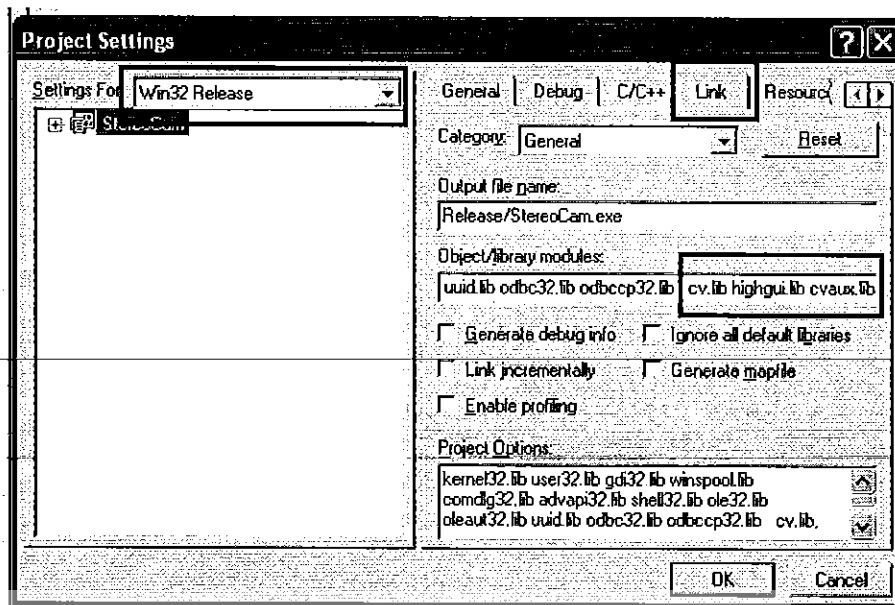 Project Settings
Settings For: Win32 Release
StereoCam
General Debug C/C++ Link Resourc
Category: General Reset
Output file name:
Release/StereoCam.exe
Object/library modules:
uuid.lib odbc32.lib odbccp32.lib cv.lib highgui.lib cvaux.lib
Generate debug info Ignore all default libraries
Link incrementally Generate mapfile
Enable profiling
Project Options:
kernel32.lib user32.lib gdi32.lib winspool.lib
comdlg32.lib advapi32.lib shell32.lib ole32.lib
oleaut32.lib uuid.lib odbc32.lib odbccp32.lib cv.lib,
OK Cancel